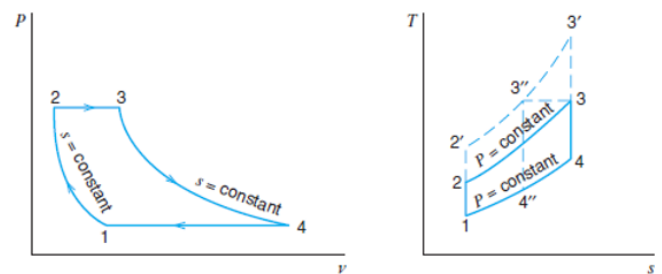 P
2
3
s = constant
s = constant
1
4
v
T
3′
3″
3
2′
P = constant
2
P = constant
4
4″
1
s